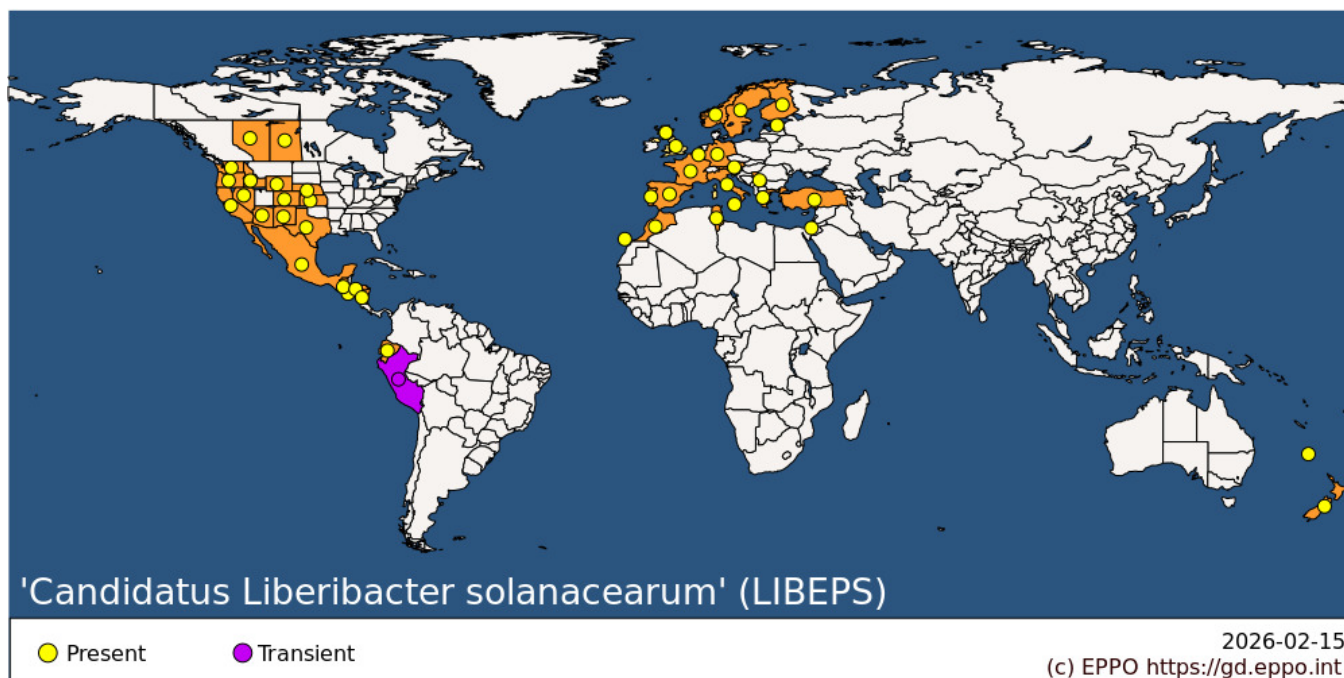 'Candidatus Liberibacter solanacearum' (LIBEPS)
Present
Transient
2026-02-15
(c) EPPO https://gd.eppo.int